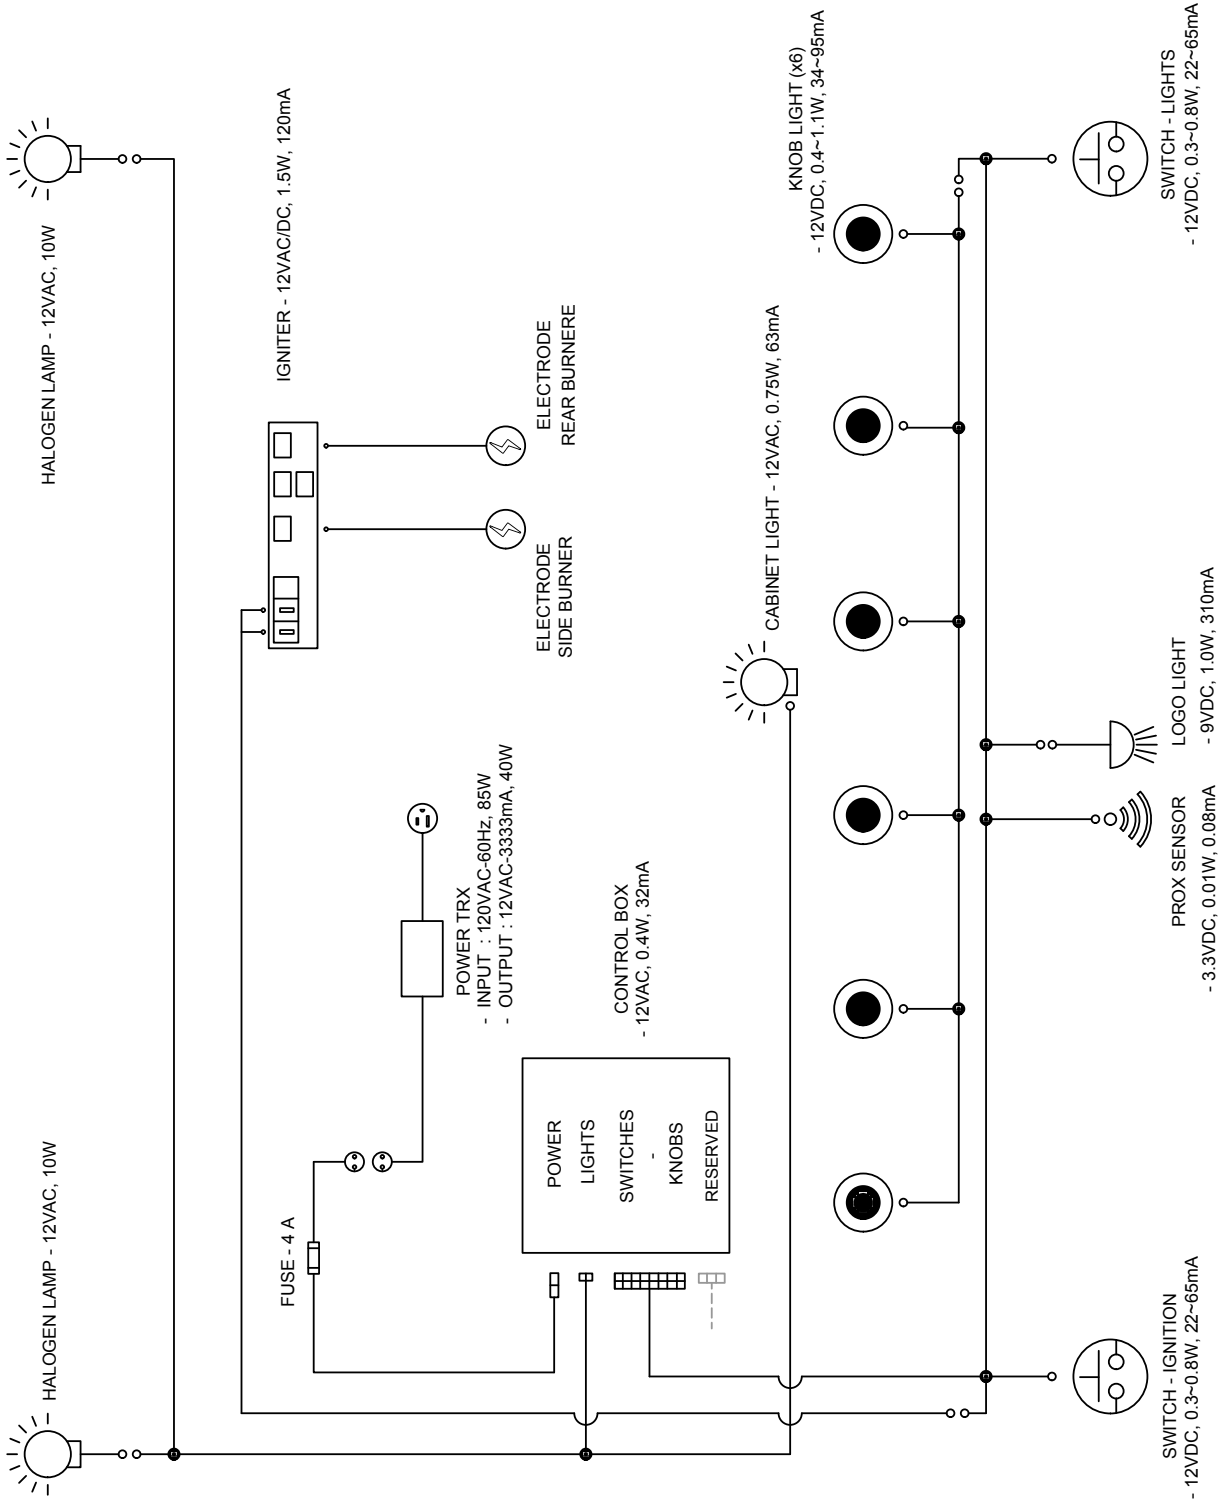 HALOGEN LAMP - 12VAC, 10W
HALOGEN LAMP - 12VAC, 10W
IGNITER - 12VAC/DC, 1.5W, 120mA
FUSE - 4 A
POWER TRX
- INPUT : 120VAC-60Hz, 85W
- OUTPUT : 12VAC-3333mA, 40W
ELECTRODE
SIDE BURNER
ELECTRODE
REAR BURNERE
CONTROL BOX
- 12VAC, 0.4W, 32mA
POWER
LIGHTS
SWITCHES
-
KNOBS
RESERVED
CABINET LIGHT - 12VAC, 0.75W, 63mA
KNOB LIGHT (x6)
- 12VDC, 0.4~1.1W, 34~95mA
SWITCH - IGNITION
- 12VDC, 0.3~0.8W, 22~65mA
PROX SENSOR
- 3.3VDC, 0.01W, 0.08mA
LOGO LIGHT
- 9VDC, 1.0W, 310mA
SWITCH - LIGHTS
- 12VDC, 0.3~0.8W, 22~65mA